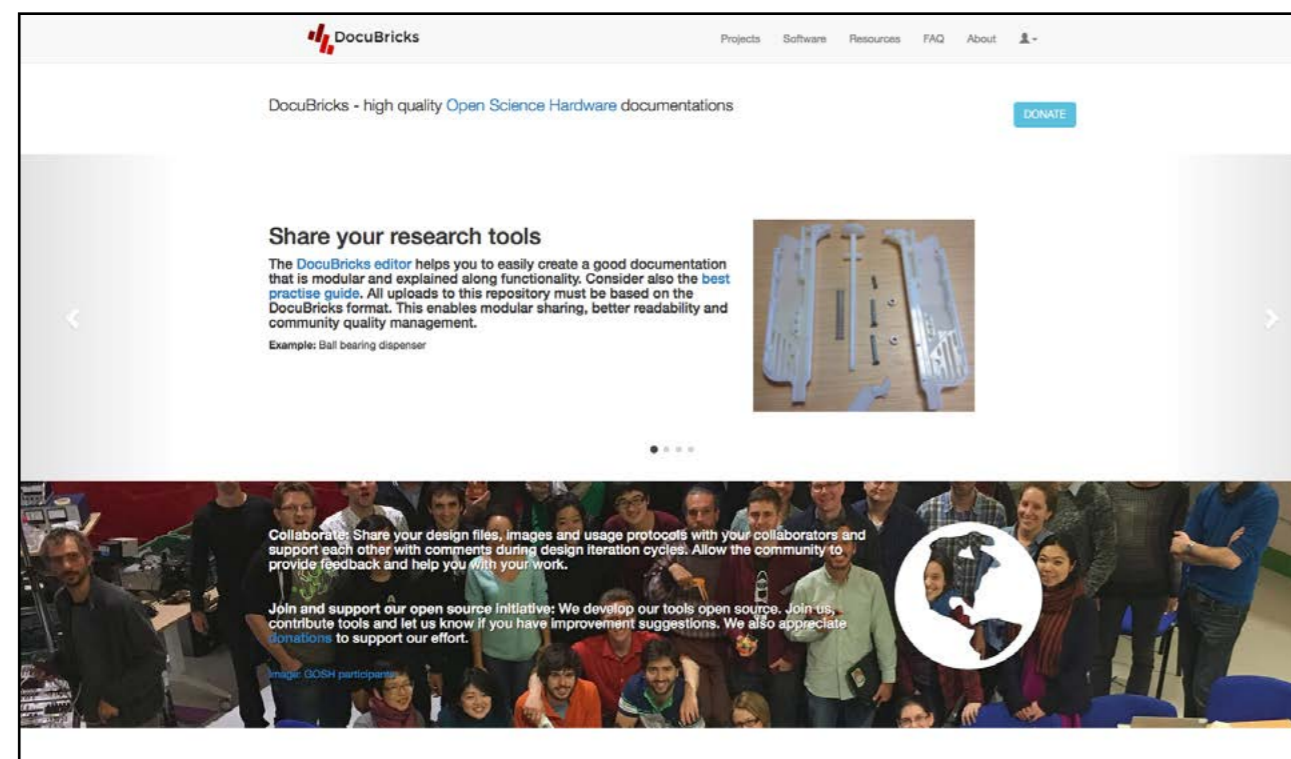 DocuBricks
Projects Software Resources FAQ About
DocuBricks - high quality Open Science Hardware documentations
DONATE
Share your research tools
The DocuBricks editor helps you to easily create a good documentation
that is modular and explained along functionality. Consider also the best
practise guide. All uploads to this repository must be based on the
DocuBricks format. This enables modular sharing, better readability and
community quality management.
Example: Ball bearing dispenser
Collaborate: Share your design files, images and usage protocols with your collaborators and
support each other with comments during design iteration cycles. Allow the community to
provide feedback and help you with your work.
Join and support our open source initiative: We develop our tools open source. Join us,
contribute tools and let us know if you have improvement suggestions. We also appreciate
donations to support our effort.
Image: GOSH participants